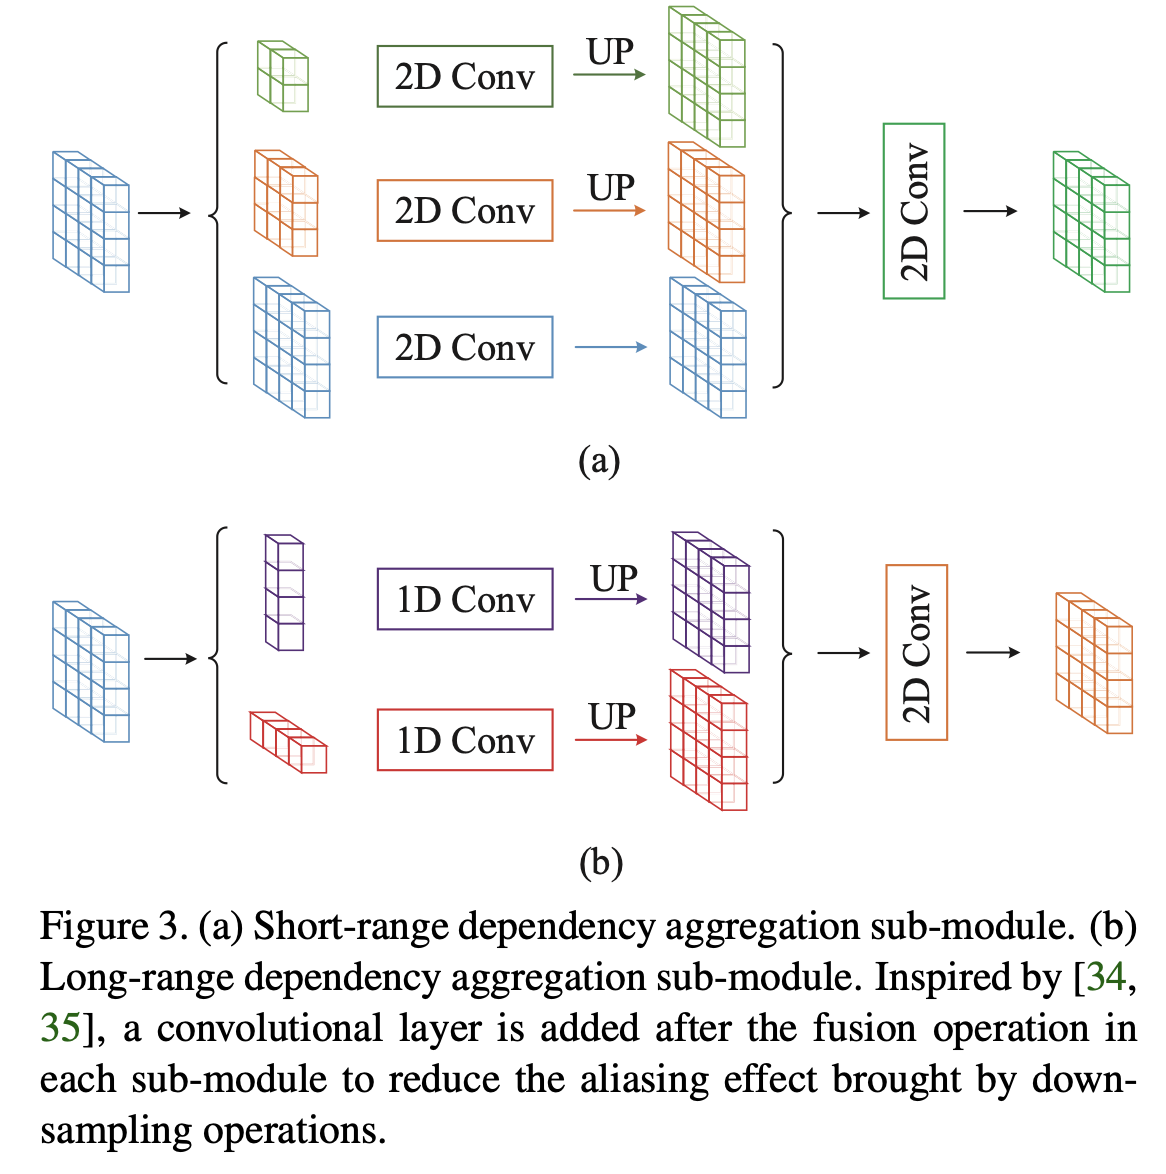 2D Conv
UP
2D Conv
UP
2D Conv
2D Conv
(a)
1D Conv
UP
1D Conv
UP
2D Conv
(b)
Figure 3. (a) Short-range dependency aggregation sub-module. (b)
Long-range dependency aggregation sub-module. Inspired by [34,
35], a convolutional layer is added after the fusion operation in
each sub-module to reduce the aliasing effect brought by down-
sampling operations.